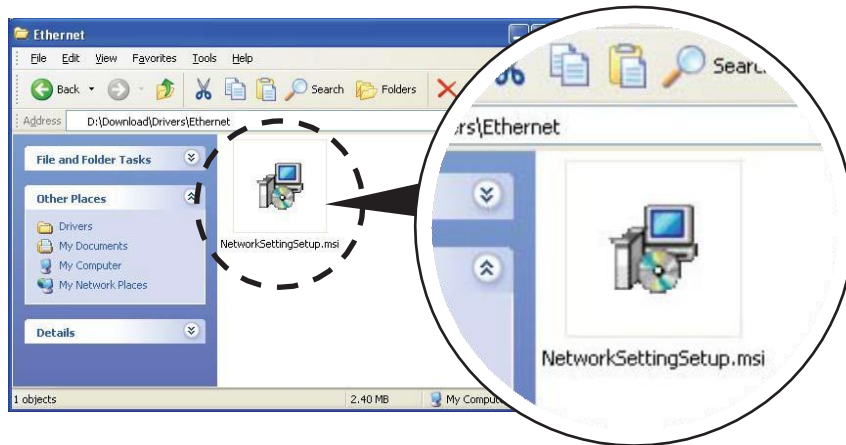 Ethernet
File Edit View Favorites Tools Help
Back Search Folders
Address D:\Download\Drivers\Ethernet
File and Folder Tasks
Other Places
Drivers
My Documents
My Computer
My Network Places
Details
NetworkSettingSetup.msi
1 objects 2.40 MB My Compu
Searc
rs\Ethernet
NetworkSettingSetup.msi